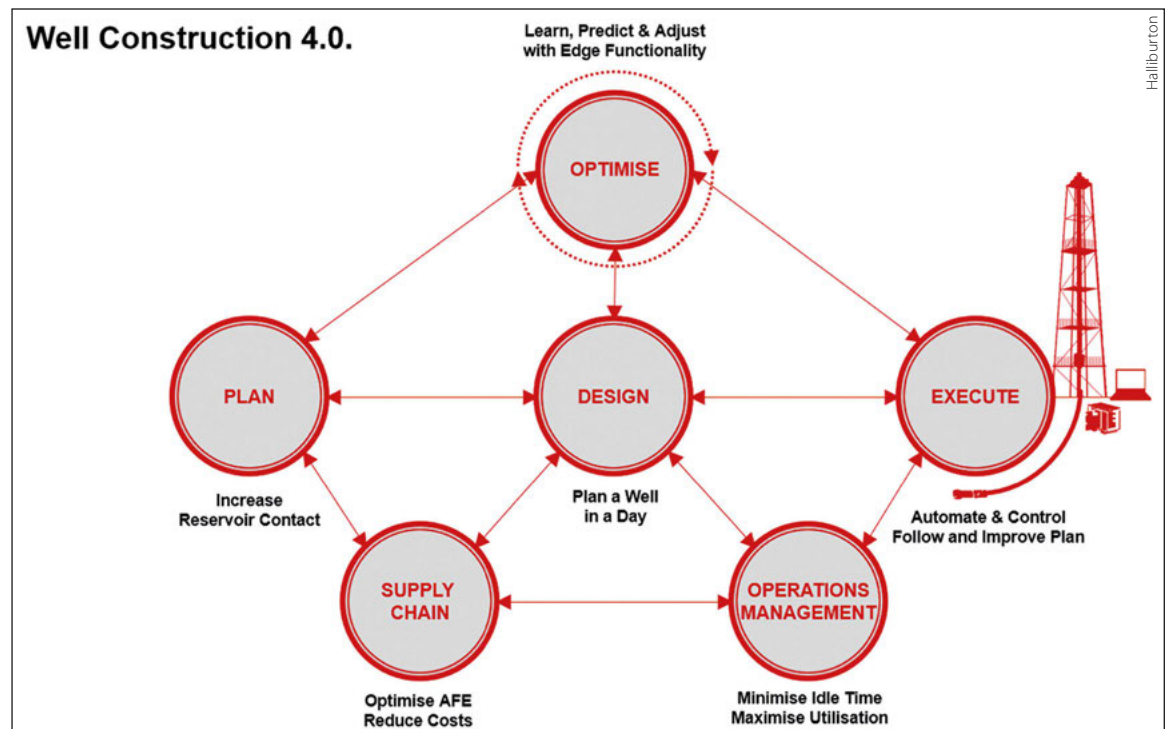 Well Construction 4.0.
Learn, Predict & Adjust
with Edge Functionality
Halliburton
OPTIMISE
PLAN
DESIGN
EXECUTE
Increase
Reservoir Contact
Plan a Well
in a Day
Automate & Control
Follow and Improve Plan
SUPPLY
CHAIN
OPERATIONS
MANAGEMENT
Optimise AFE
Reduce Costs
Minimise Idle Time
Maximise Utilisation